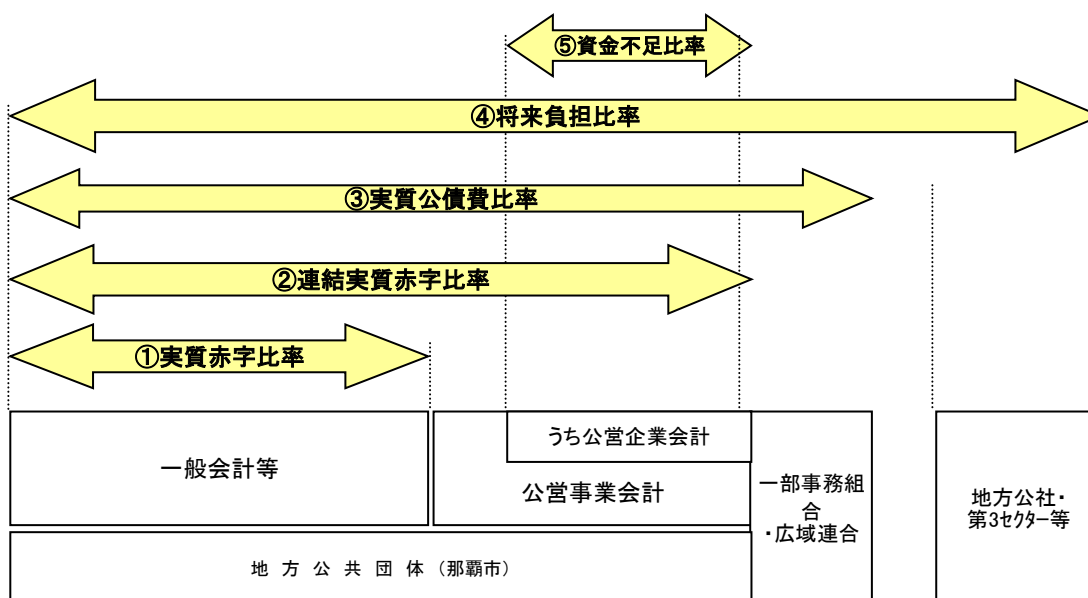 ⑤資金不足比率
④将来負担比率
③実質公債費比率
②連結実質赤字比率
①実質赤字比率
一般会計等
うち公営企業会計
公営事業会計
一部事務組
合
・広域連合
地方公社・
第3ｾｸﾀｰ等
地 方 公 共 団 体 （那覇市）